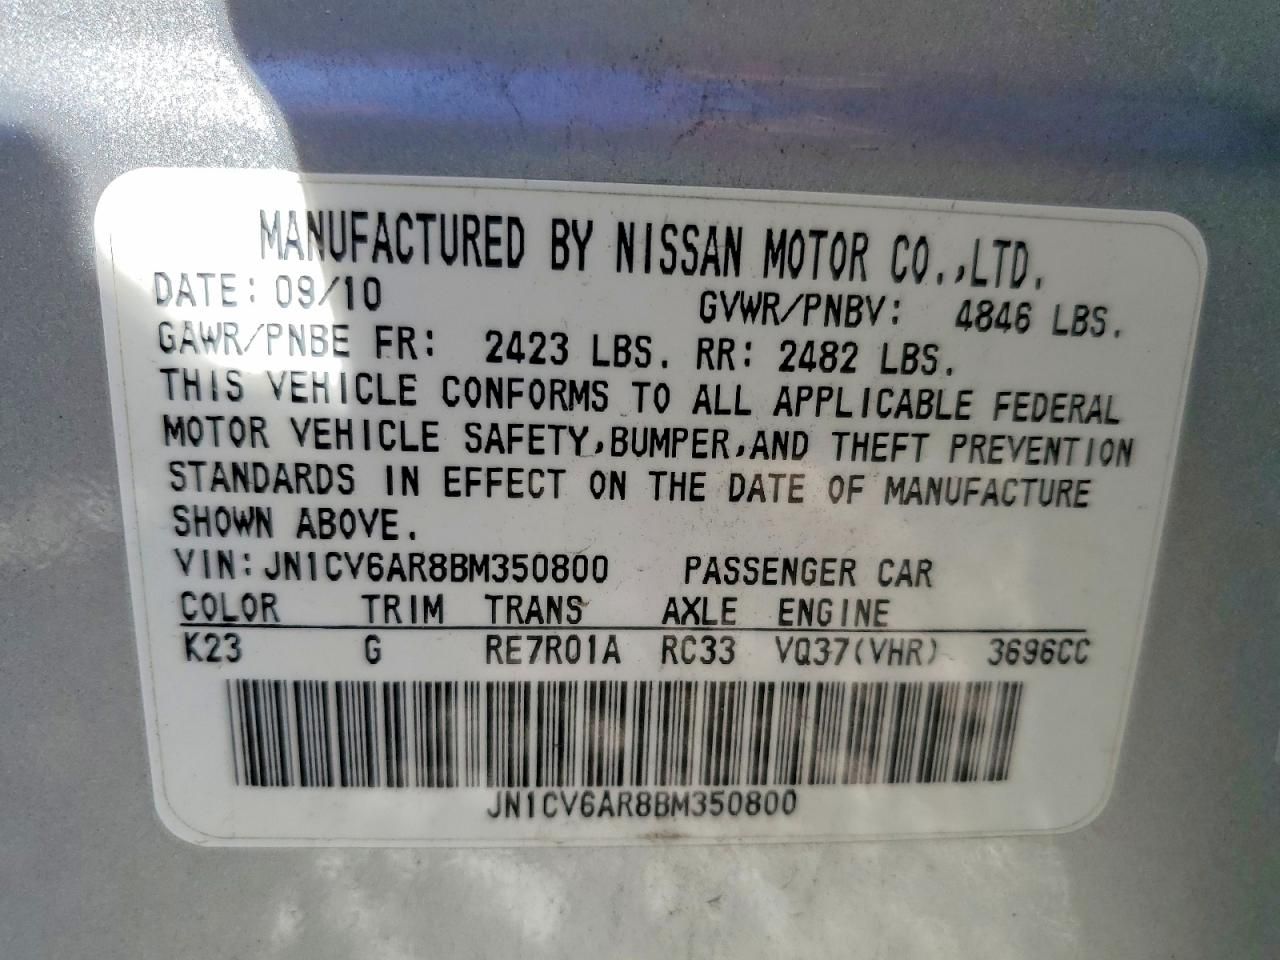 MANUFACTURED BY NISSAN MOTOR CO.,LTD.
DATE: 09/10 GVWR/PNBV: 4846 LBS.
GAWR/PNBE FR: 2423 LBS. RR: 2482 LBS.
THIS VEHICLE CONFORMS TO ALL APPLICABLE FEDERAL
MOTOR VEHICLE SAFETY,BUMPER,AND THEFT PREVENTION
STANDARDS IN EFFECT ON THE DATE OF MANUFACTURE
SHOWN ABOVE.
VIN:JN1CV6AR8BM350800 PASSENGER CAR
COLOR TRIM TRANS AXLE ENGINE
K23 G RE7R01A RC33 VQ37(VHR) 3696CC
JN1CV6AR8BM350800